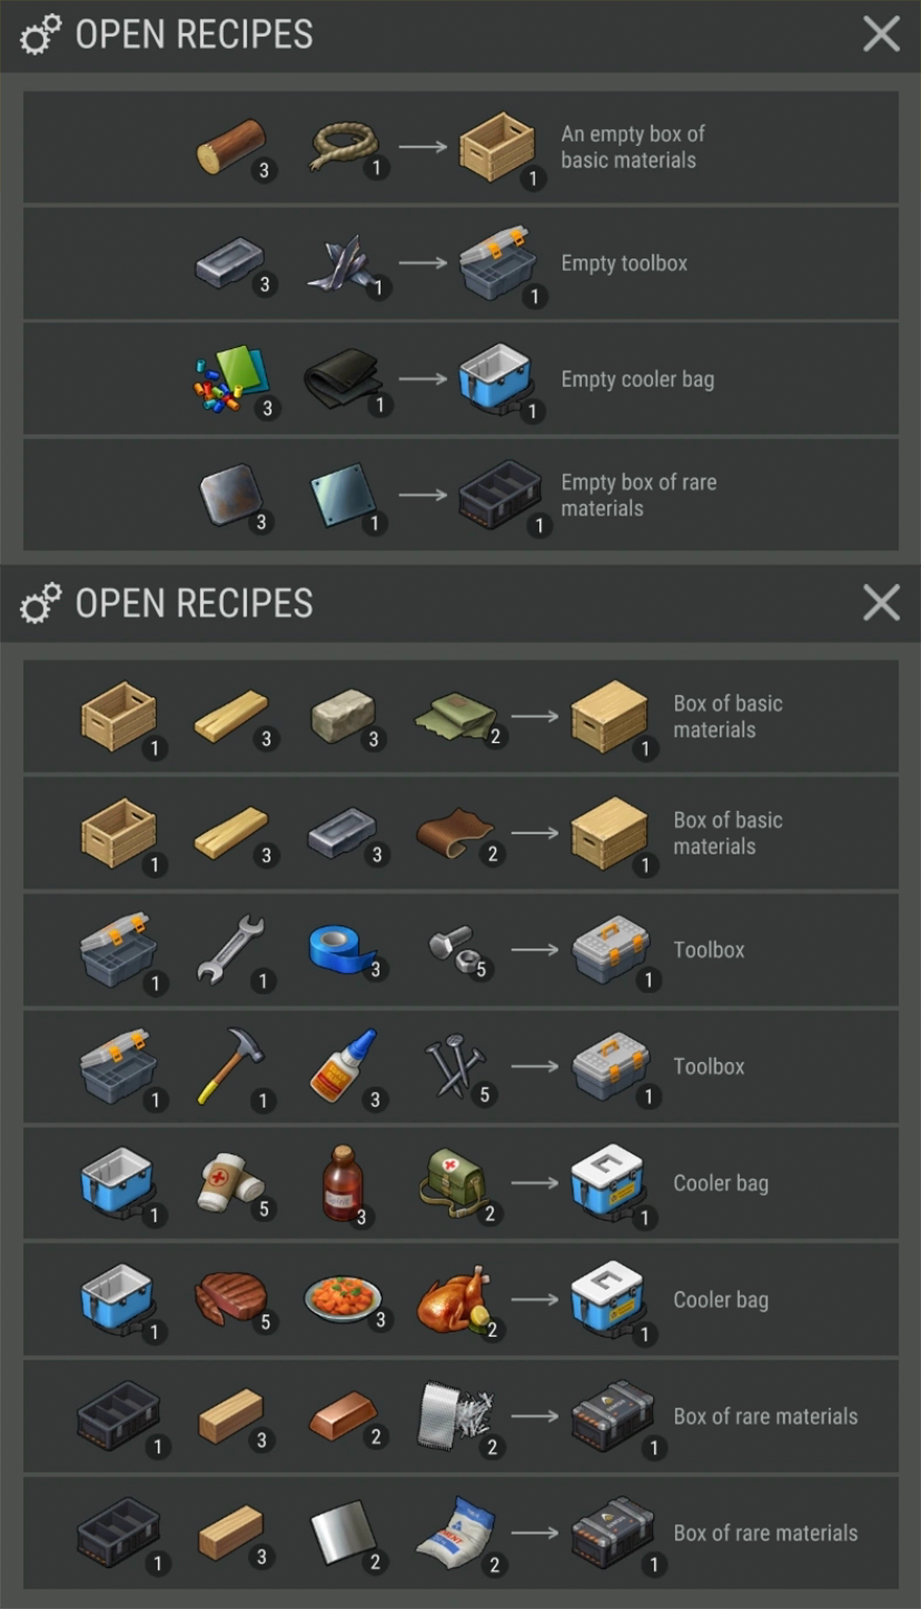 OPEN RECIPES
3 1 1
An empty box of
basic materials
3 1 1
Empty toolbox
3 1 1
Empty cooler bag
3 1 1
Empty box of rare
materials
OPEN RECIPES
1 3 3 2 1
Box of basic
materials
1 3 3 2 1
Box of basic
materials
1 1 3 5 1
Toolbox
1 1 3 5 1
Toolbox
1 5 3 2 1
Cooler bag
1 5 3 2 1
Cooler bag
1 3 2 2 1
Box of rare materials
1 3 2 2 1
Box of rare materials